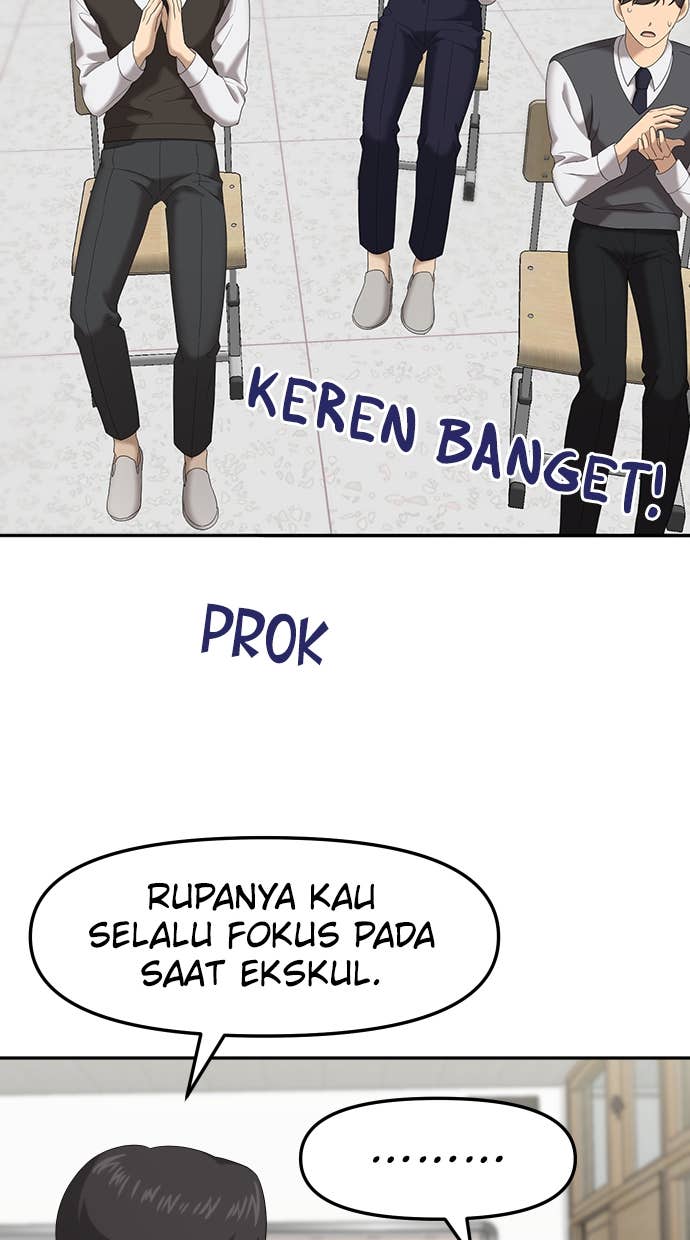 KEREN BANGET!
PROK
RUPANYA KAU
SELALU FOKUS PADA
SAAT EKSKUL.
.........